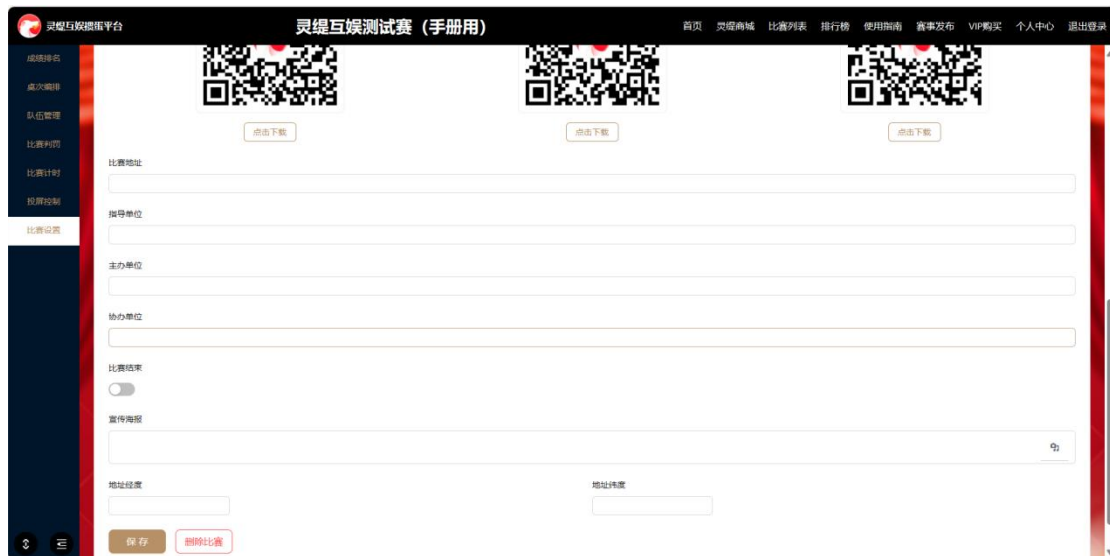 灵缇互娱掼蛋平台
灵缇互娱测试赛（手册用）
首页 灵缇商城 比赛列表 排行榜 使用指南 赛事发布 VIP购买 个人中心 退出登录
成绩排名
桌次编排
队伍管理
比赛判罚
比赛计时
投屏控制
比赛设置
点击下载 点击下载 点击下载
比赛地址
指导单位
主办单位
协办单位
比赛结束
宣传海报
地址经度 地址纬度
保存 删除比赛